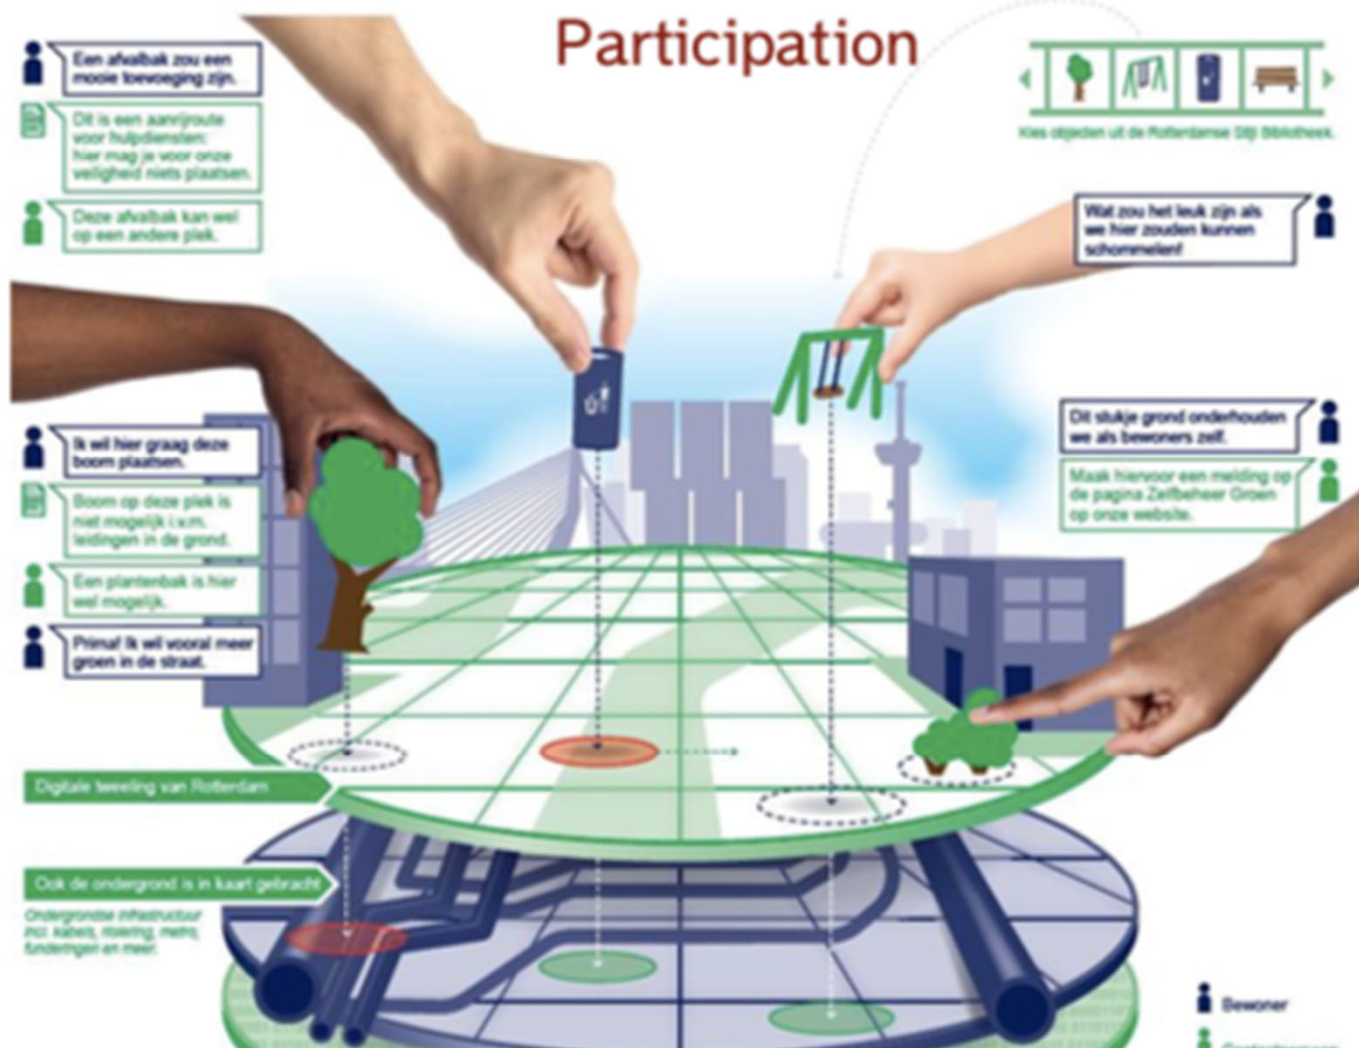 Participation
Een afvalbak zou een
mooie toevoeging zijn.
Dit is een aanrijroute
voor hulpdiensten:
hier mag je voor onze
veiligheid niets plaatsen.
Deze afvalbak kan wel
op een andere plek.
Kies objecten uit de Rotterdamse Stijl Bibliotheek.
Wat zou het leuk zijn als
we hier zouden kunnen
schommelen!
Ik wil hier graag deze
boom plaatsen.
Boom op deze plek is
niet mogelijk i.v.m.
leidingen in de grond.
Een plantenbak is hier
wel mogelijk.
Prima! Ik wil vooral meer
groen in de straat.
Dit stukje grond onderhouden
we als bewoners zelf.
Maak hiervoor een melding op
de pagina Zelfbeheer Groen
op onze website.
Digitale tweeling van Rotterdam
Ook de ondergrond is in kaart gebracht
Ondergrondse infrastructuur
incl. kabels, riolering, metro,
funderingen en meer.
Bewoner